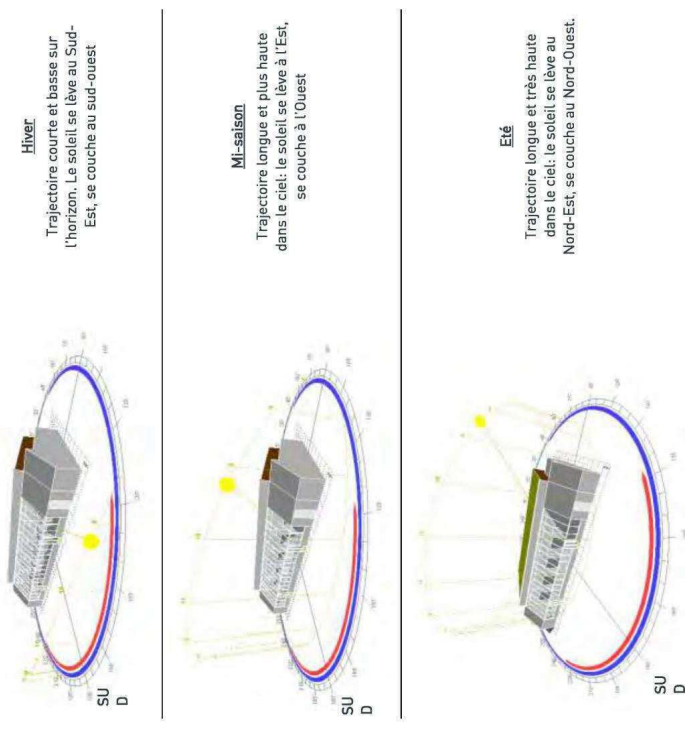 Hiver
Trajectoire courte et basse sur
l'horizon. Le soleil se lève au Sud-
Est, se couche au sud-ouest
SU
D
Mi-saison
Trajectoire longue et plus haute
dans le ciel: le soleil se lève à l'Est,
se couche à l'Ouest
SU
D
Eté
Trajectoire longue et très haute
dans le ciel: le soleil se lève au
Nord-Est, se couche au Nord-Ouest.
SU
D